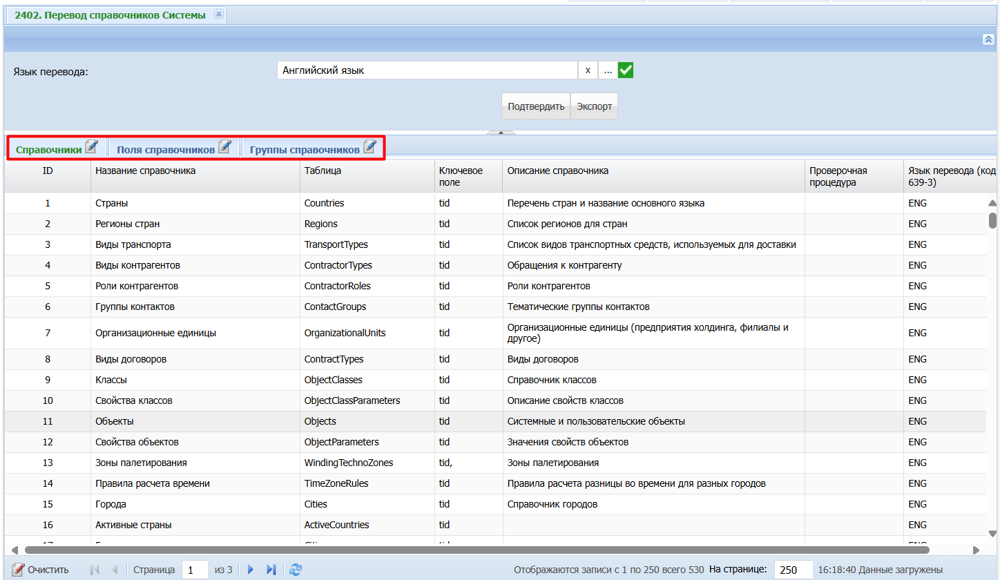 2402. Перевод справочников Системы
Язык перевода: Английский язык x ...
Подтвердить Экспорт
Справочники Поля справочников Группы справочников
ID Название справочника Таблица Ключевое поле Описание справочника Проверочная процедура Язык перевода (код 639-3)
1 Страны Countries tid Перечень стран и название основного языка ENG
2 Регионы стран Regions tid Список регионов для стран ENG
3 Виды транспорта TransportTypes tid Список видов транспортных средств, используемых для доставки ENG
4 Виды контрагентов ContractorTypes tid Обращения к контрагенту ENG
5 Роли контрагентов ContractorRoles tid Роли контрагентов ENG
6 Группы контактов ContactGroups tid Тематические группы контактов ENG
7 Организационные единицы OrganizationalUnits tid Организационные единицы (предприятия холдинга, филиалы и другое) ENG
8 Виды договоров ContractTypes tid Виды договоров ENG
9 Классы ObjectClasses tid Справочник классов ENG
10 Свойства классов ObjectClassParameters tid Описание свойств классов ENG
11 Объекты Objects tid Системные и пользовательские объекты ENG
12 Свойства объектов ObjectParameters tid Значения свойств объектов ENG
13 Зоны палетирования WindingTechnoZones tid, Зоны палетирования ENG
14 Правила расчета времени TimeZoneRules tid Правила расчета разницы во времени для разных городов ENG
15 Города Cities tid Справочник городов ENG
16 Активные страны ActiveCountries tid ENG
Очистить Страница 1 из 3 Отображаются записи с 1 по 250 всего 530 На странице: 250 16:18:40 Данные загружены